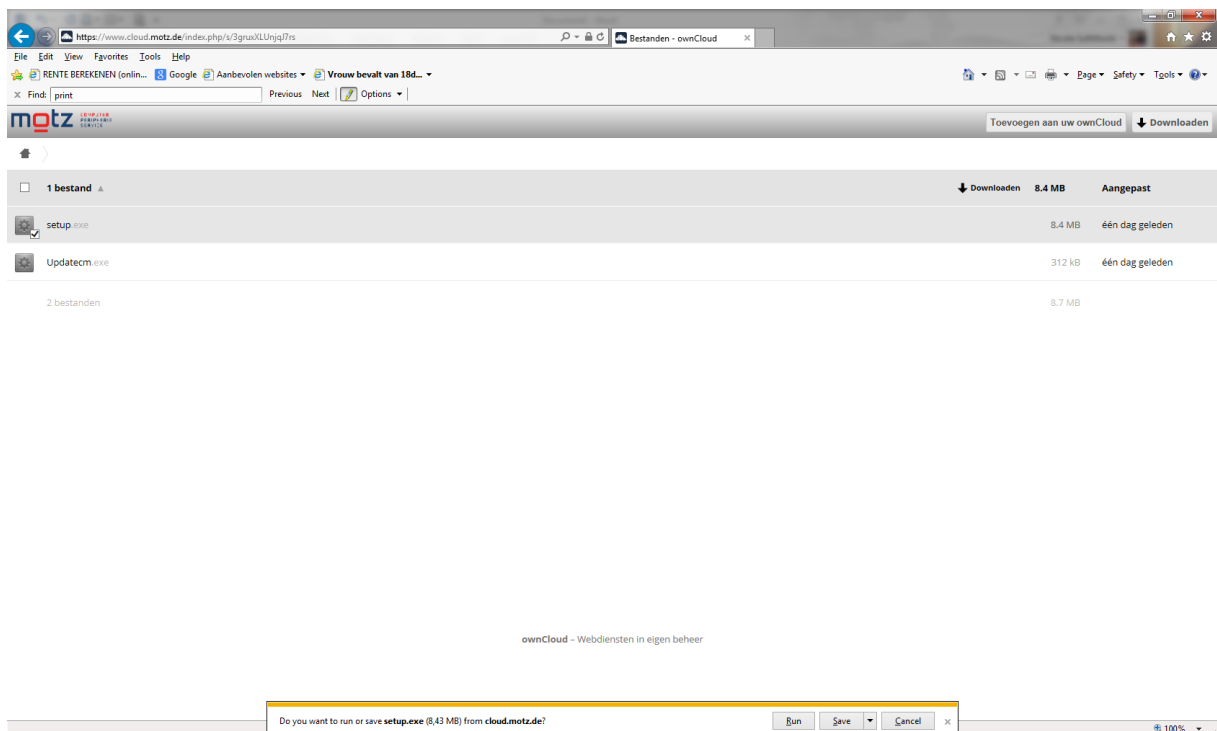 https://www.cloud.motz.de/index.php/s/3gruxXLUnjqJ7rs
Bestanden - ownCloud
File Edit View Favorites Tools Help
RENTE BEREKENEN (onlin... Google Aanbevolen websites Vrouw bevalt van 18d...
Page Safety Tools
x Find: print Previous Next Options
motz COMPUTER PERIPHERIE SERVICE
Toevoegen aan uw ownCloud Downloaden
1 bestand Downloaden 8.4 MB Aangepast
setup.exe 8.4 MB één dag geleden
Updatecm.exe 312 kB één dag geleden
2 bestanden 8.7 MB
ownCloud – Webdiensten in eigen beheer
Do you want to run or save setup.exe (8,43 MB) from cloud.motz.de? Run Save Cancel x
100%